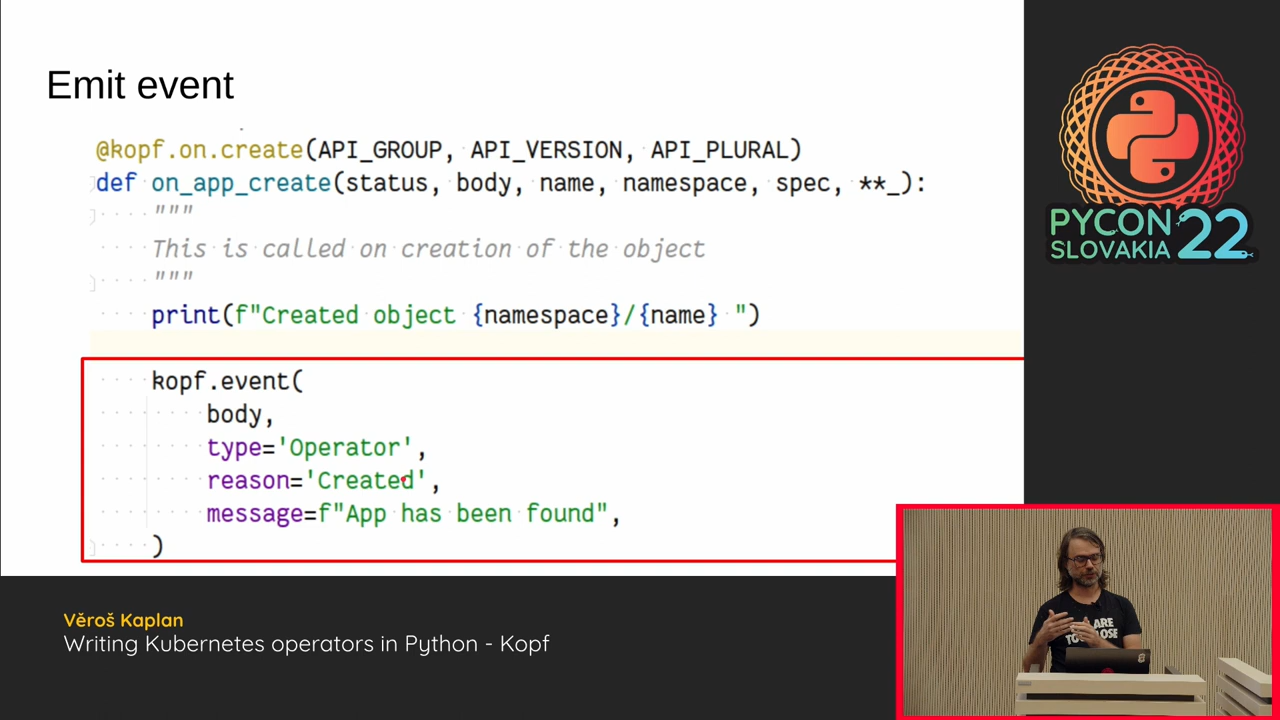 Emit event
@kopf.on.create(API_GROUP, API_VERSION, API_PLURAL)
def on_app_create(status, body, name, namespace, spec, **_):
"""
This is called on creation of the object
"""
print(f"Created object {namespace}/{name} ")
kopf.event(
body,
type='Operator',
reason='Created',
message=f"App has been found",
)
PYCON
SLOVAKIA
22
Věroš Kaplan
Writing Kubernetes operators in Python - Kopf
ARE